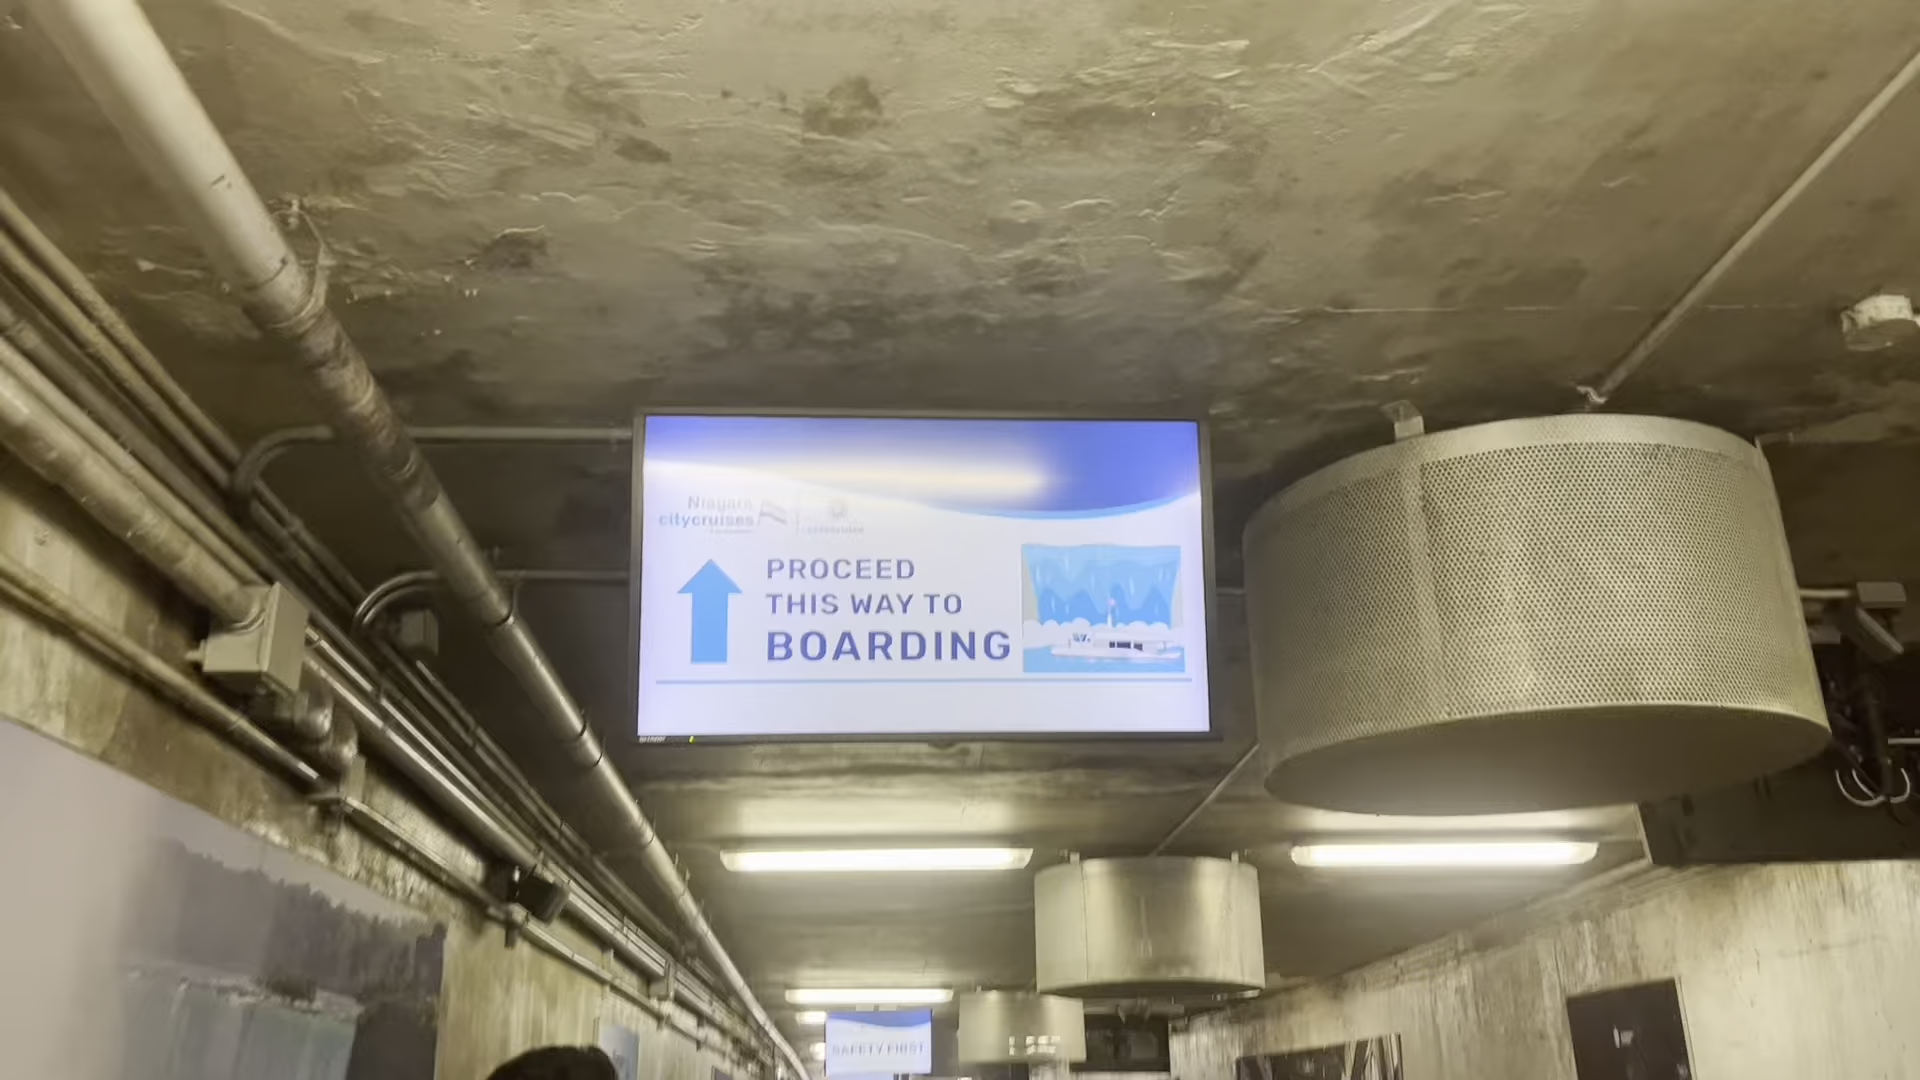 Niagara
citycruises
PROCEED
THIS WAY TO
BOARDING
SAFETY FIRST